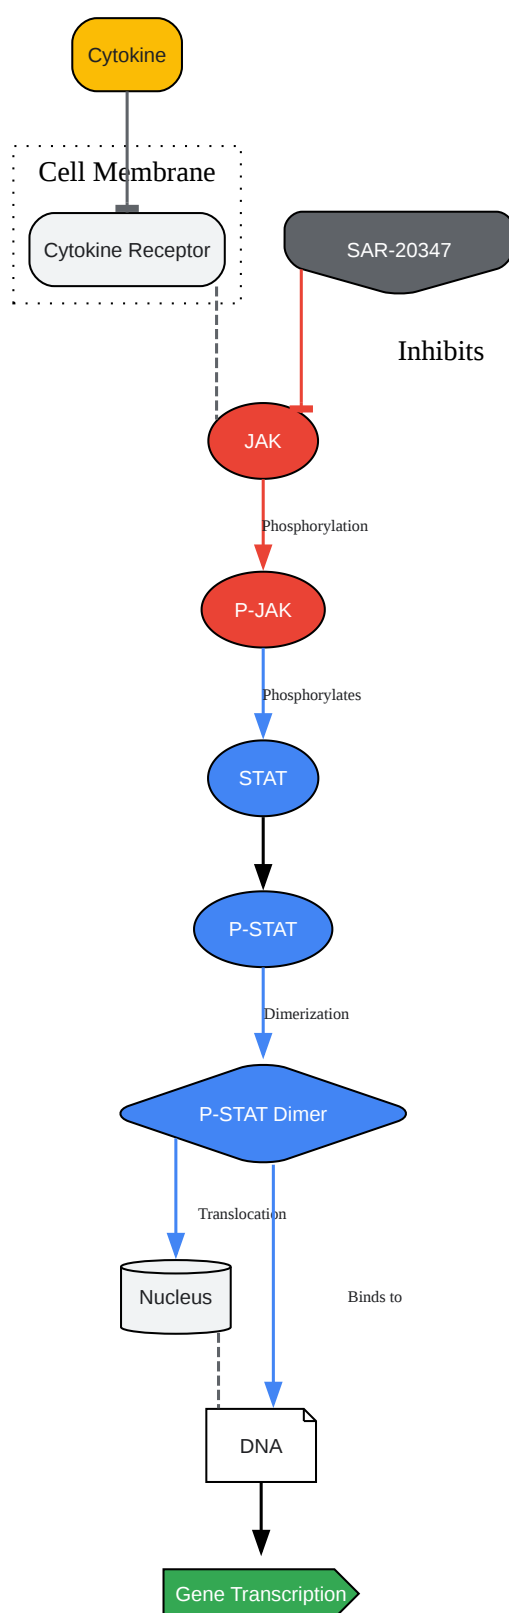 Cytokine
Cell Membrane
Cytokine Receptor
SAR-20347
Inhibits
JAK
Phosphorylation
P-JAK
Phosphorylates
STAT
P-STAT
Dimerization
P-STAT Dimer
Translocation
Nucleus
Binds to
DNA
Gene Transcription